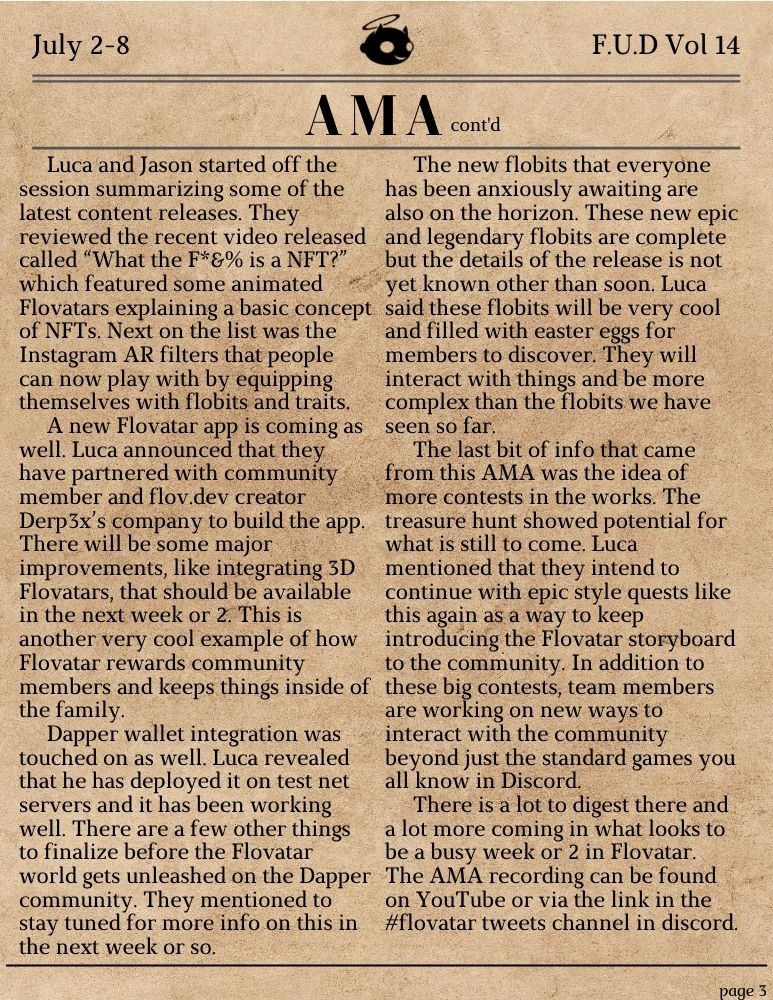 July 2-8
F.U.D Vol 14
AMA cont'd
Luca and Jason started off the
session summarizing some of the
latest content releases. They
reviewed the recent video released
called “What the F*&% is a NFT?”
which featured some animated
Flovatars explaining a basic concept
of NFTs. Next on the list was the
Instagram AR filters that people
can now play with by equipping
themselves with flobits and traits.
A new Flovatar app is coming as
well. Luca announced that they
have partnered with community
member and flov.dev creator
Derp3x’s company to build the app.
There will be some major
improvements, like integrating 3D
Flovatars, that should be available
in the next week or 2. This is
another very cool example of how
Flovatar rewards community
members and keeps things inside of
the family.
Dapper wallet integration was
touched on as well. Luca revealed
that he has deployed it on test net
servers and it has been working
well. There are a few other things
to finalize before the Flovatar
world gets unleashed on the Dapper
community. They mentioned to
stay tuned for more info on this in
the next week or so.
The new flobits that everyone
has been anxiously awaiting are
also on the horizon. These new epic
and legendary flobits are complete
but the details of the release is not
yet known other than soon. Luca
said these flobits will be very cool
and filled with easter eggs for
members to discover. They will
interact with things and be more
complex than the flobits we have
seen so far.
The last bit of info that came
from this AMA was the idea of
more contests in the works. The
treasure hunt showed potential for
what is still to come. Luca
mentioned that they intend to
continue with epic style quests like
this again as a way to keep
introducing the Flovatar storyboard
to the community. In addition to
these big contests, team members
are working on new ways to
interact with the community
beyond just the standard games you
all know in Discord.
There is a lot to digest there and
a lot more coming in what looks to
be a busy week or 2 in Flovatar.
The AMA recording can be found
on YouTube or via the link in the
#flovatar tweets channel in discord.
page 3